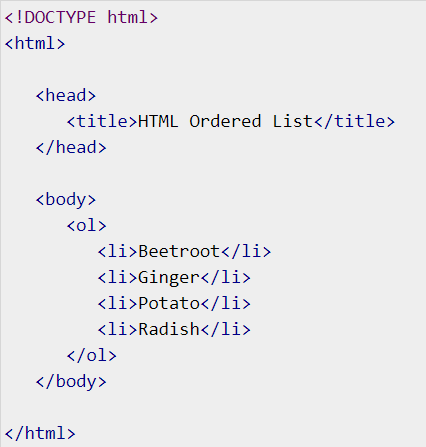 <!DOCTYPE html>
<html>
<head>
<title>HTML Ordered List</title>
</head>
<body>
<ol>
<li>Beetroot</li>
<li>Ginger</li>
<li>Potato</li>
<li>Radish</li>
</ol>
</body>
</html>